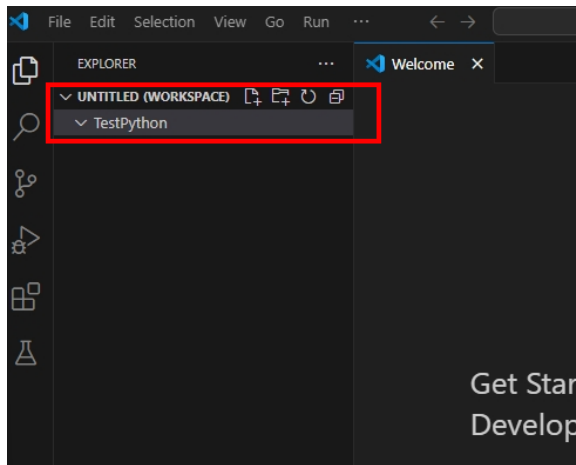 File Edit Selection View Go Run ...
EXPLORER ...
Welcome
UNTITLED (WORKSPACE)
TestPython
Get Star
Develop